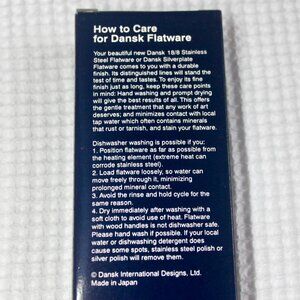 How to Care
for Dansk Flatware
Your beautiful new Dansk 18/8 Stainless
Steel Flatware or Dansk Silverplate
Flatware comes to you with a durable
finish. Its distinguished lines will stand the
test of time and tastes. To enjoy its fine
finish just as long, keep these care points
in mind: Hand washing and prompt drying
will give the best results of all. This offers
the gentle treatment that any work of art
deserves; and minimizes contact with local
tap water which often contains minerals
that rust or tarnish, and stain your flatware.
Dishwasher washing is possible if you:
1. Position flatware as far as possible from
the heating element (extreme heat can
corrode stainless steel).
2. Load flatware loosely, so water can
move freely through it, minimizing
prolonged mineral contact.
3. Avoid the rinse and hold cycle for the
same reason.
4. Dry immediately after washing with a
soft cloth to avoid use of heat. Flatware
with wood handles is not dishwasher safe.
Please hand wash if possible. If your local
water or dishwashing detergent does
cause some spots, stainless steel polish or
silver polish will remove them.
© Dansk International Designs, Ltd.
Made in Japan